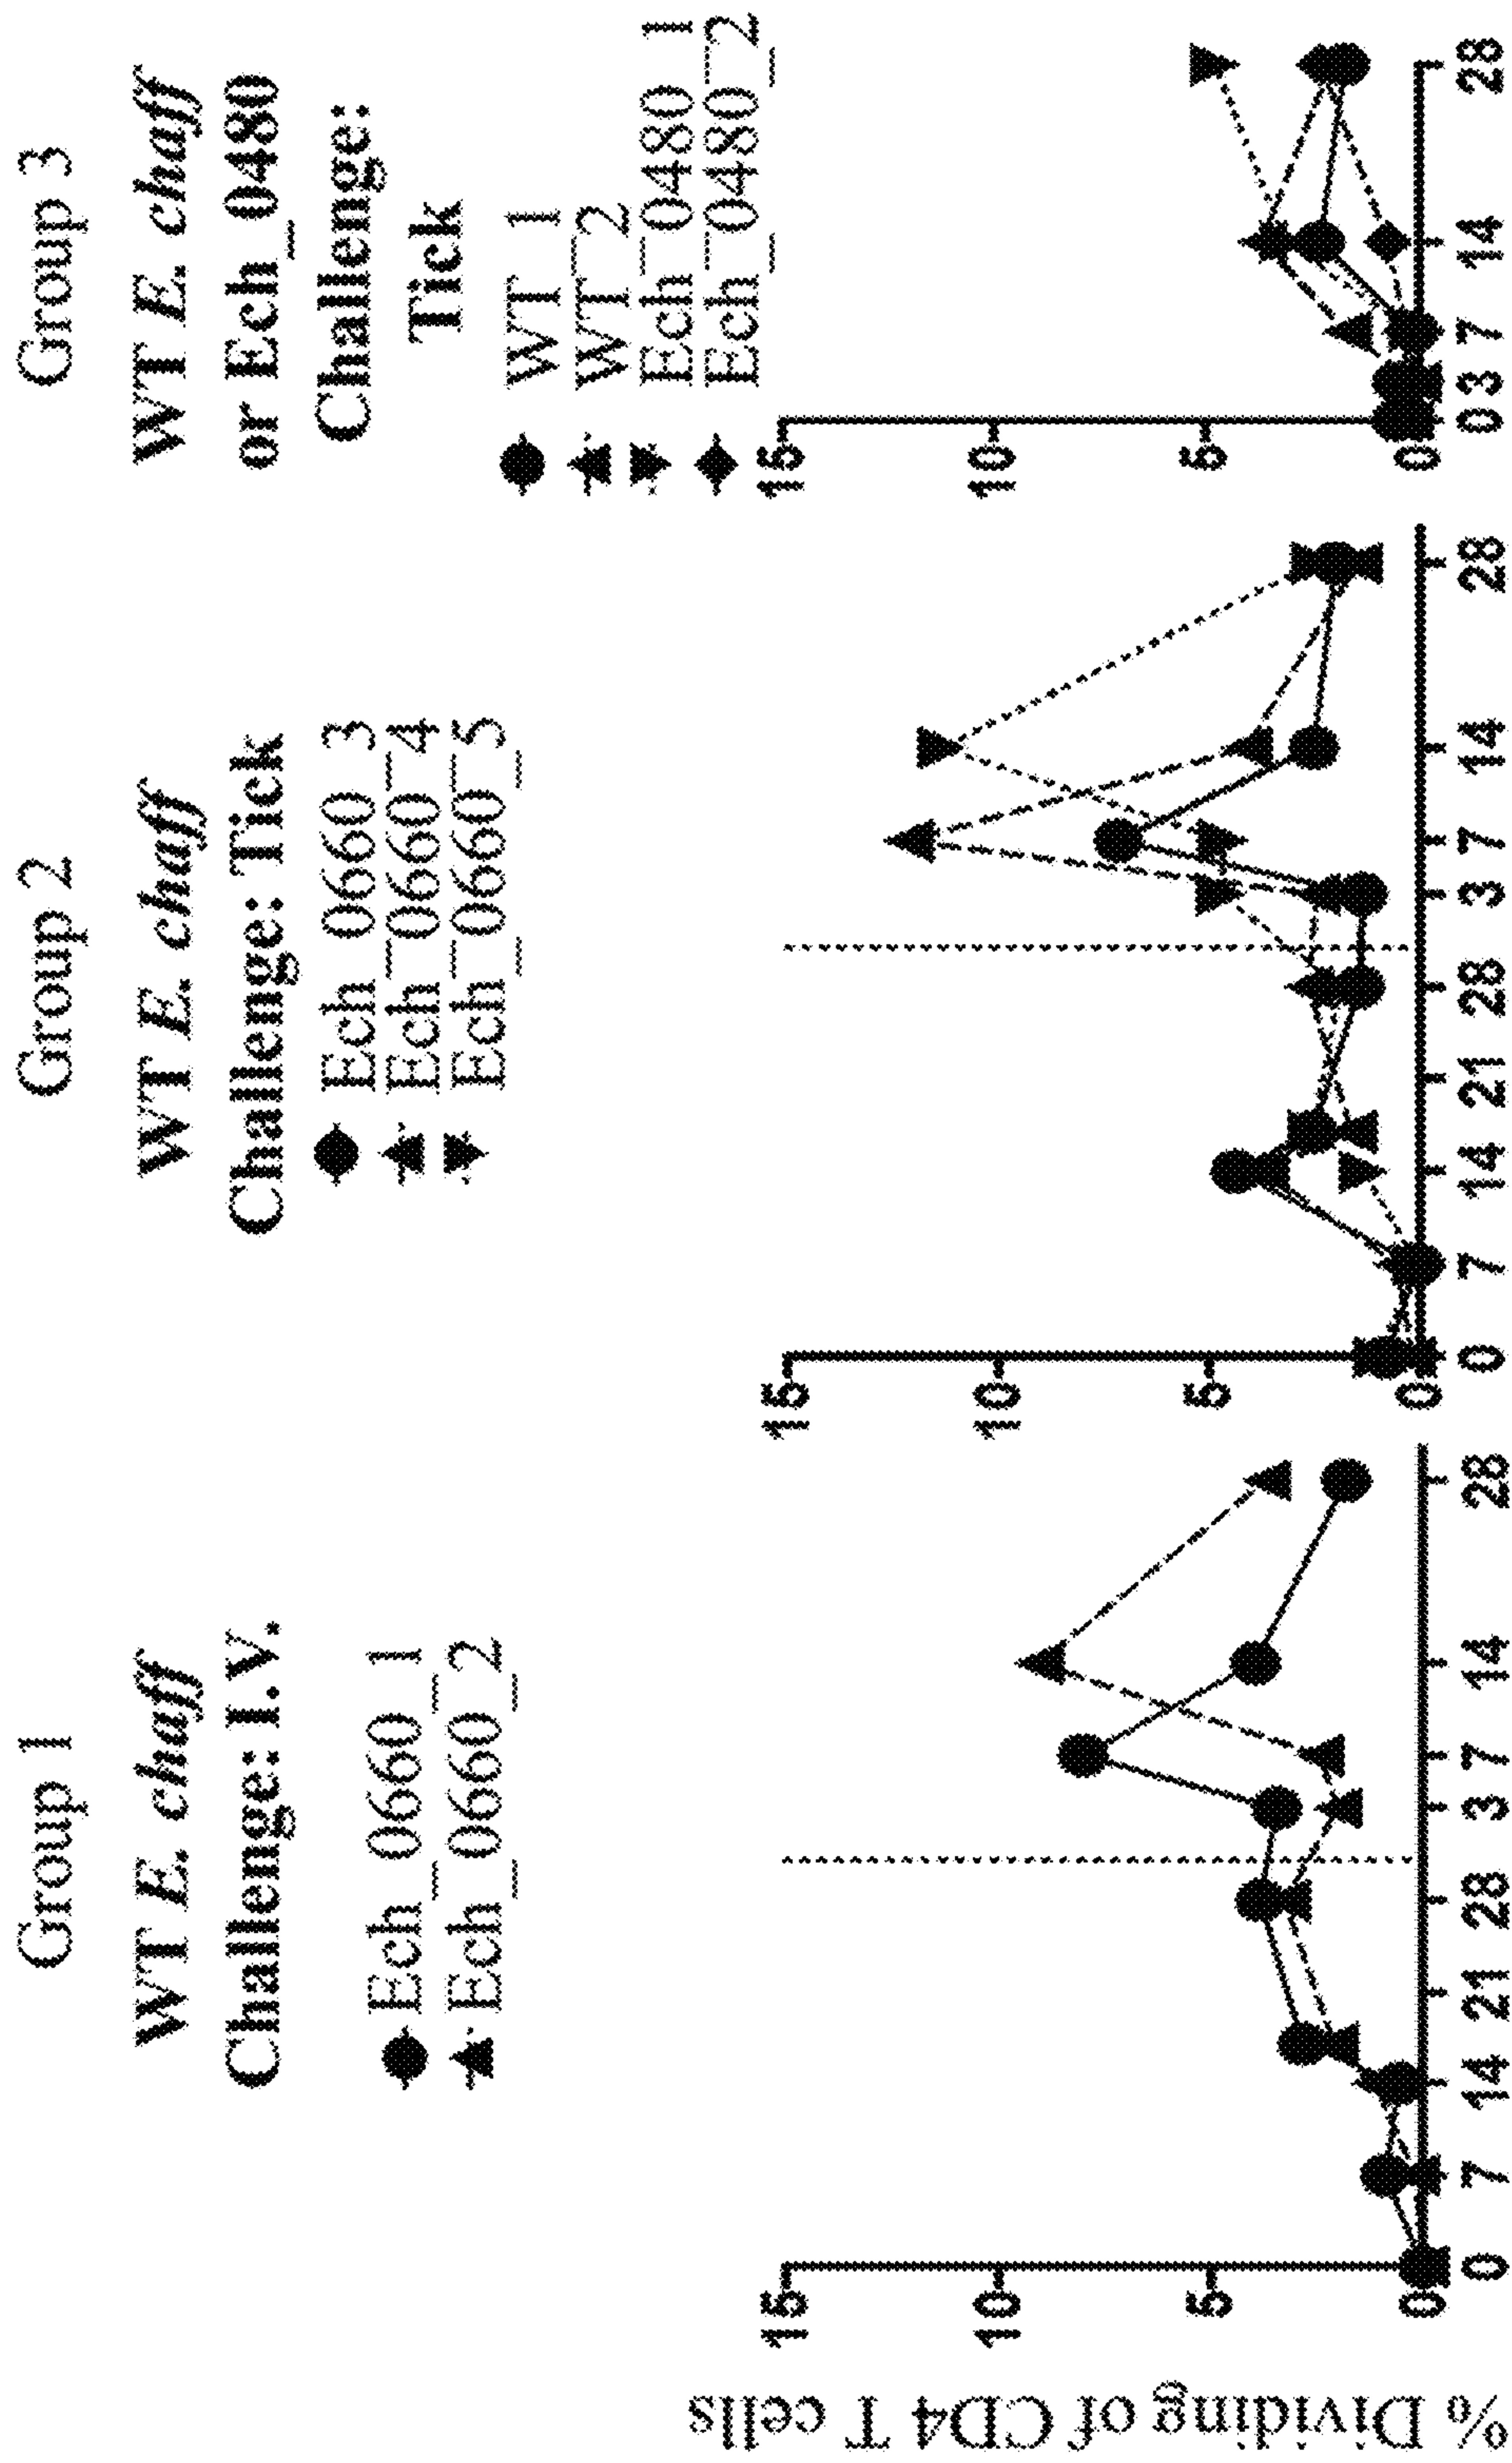 Group 1
WT E. chaff
Challenge: I.V.
Ech_0660_1
Ech_0660_2
% Dividing of CD4 T cells
15
10
5
0
0 7 14 21 28 3 7 14 28
Group 2
WT E. chaff
Challenge: Tick
Ech_0660_3
Ech_0660_4
Ech_0660_5
15
10
5
0
0 7 14 21 28 3 7 14 28
Group 3
WT E. chaff
or Ech_0480
Challenge:
Tick
WT_1
WT_2
Ech_0480_1
Ech_0480_2
15
10
5
0
0 3 7 14 28